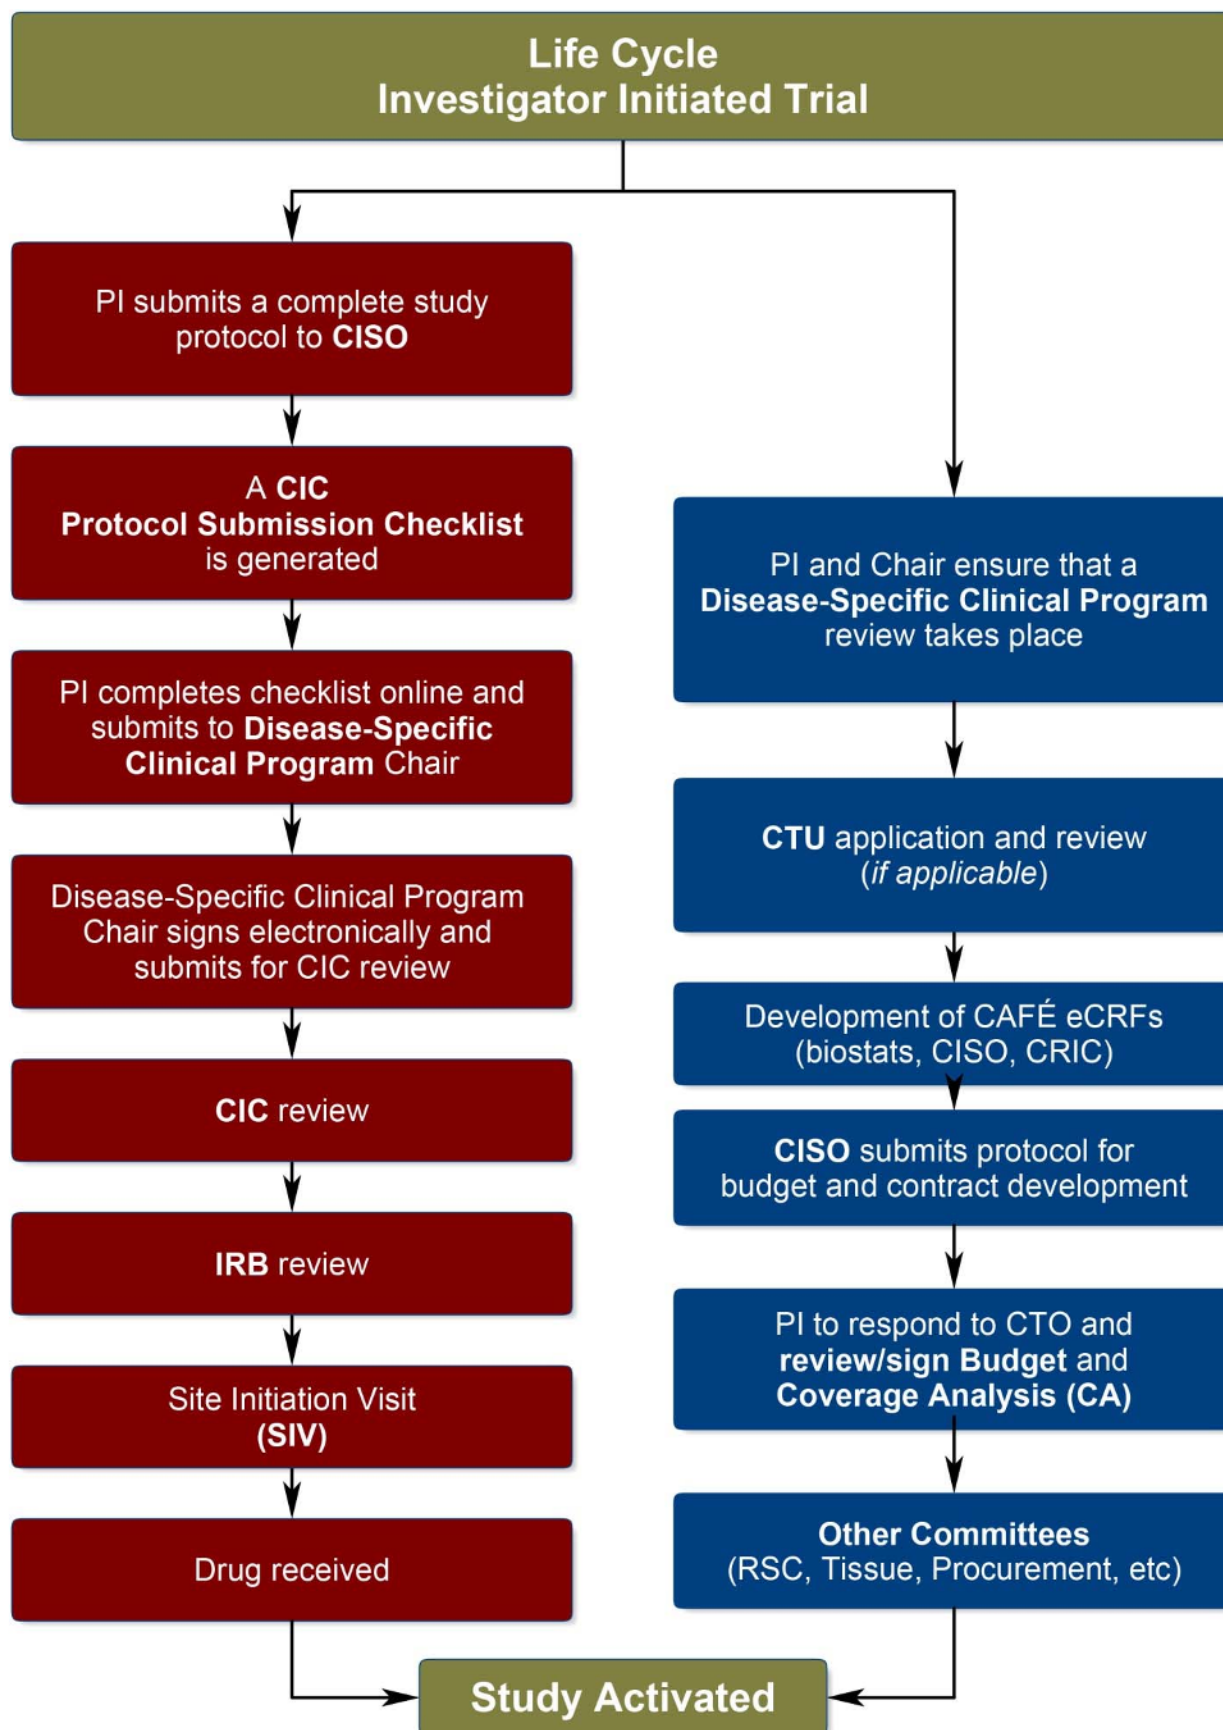 Life Cycle
Investigator Initiated Trial
PI submits a complete study
protocol to CISO
A CIC
Protocol Submission Checklist
is generated
PI completes checklist online and
submits to Disease-Specific
Clinical Program Chair
Disease-Specific Clinical Program
Chair signs electronically and
submits for CIC review
CIC review
IRB review
Site Initiation Visit
(SIV)
Drug received
PI and Chair ensure that a
Disease-Specific Clinical Program
review takes place
CTU application and review
(if applicable)
Development of CAFÉ eCRFs
(biostats, CISO, CRIC)
CISO submits protocol for
budget and contract development
PI to respond to CTO and
review/sign Budget and
Coverage Analysis (CA)
Other Committees
(RSC, Tissue, Procurement, etc)
Study Activated